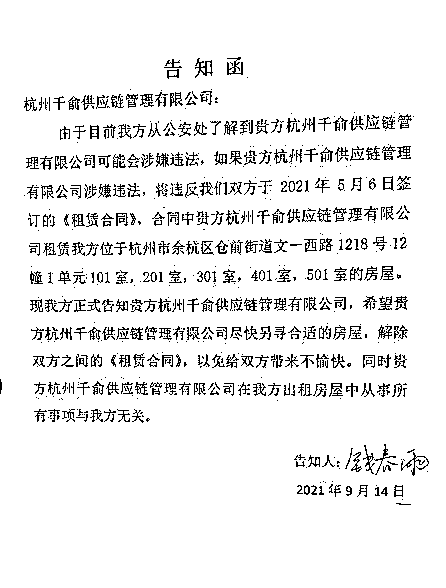 告知函
杭州千俞供应链管理有限公司：
由于目前我方从公安处了解到贵方杭州千俞供应链管
理有限公司可能会涉嫌违法，如果贵方杭州千俞供应链管理
有限公司涉嫌违法，将违反我们双方于 2021 年 5 月 6 日签
订的《租赁合同》，合同中贵方杭州千俞供应链管理有限公
司租赁我方位于杭州市余杭区仓前街道文一西路 1218 号 12
幢 1 单元 101 室，201 室，301 室，401 室，501 室的房屋。
现我方正式告知贵方杭州千俞供应链管理有限公司，希望贵
方杭州千俞供应链管理有限公司尽快另寻合适的房屋，解除
双方之间的《租赁合同》，以免给双方带来不愉快。同时贵
方杭州千俞供应链管理有限公司在我方出租房屋中从事所
有事项与我方无关。
告知人：钱春雨
2021 年 9 月 14 日